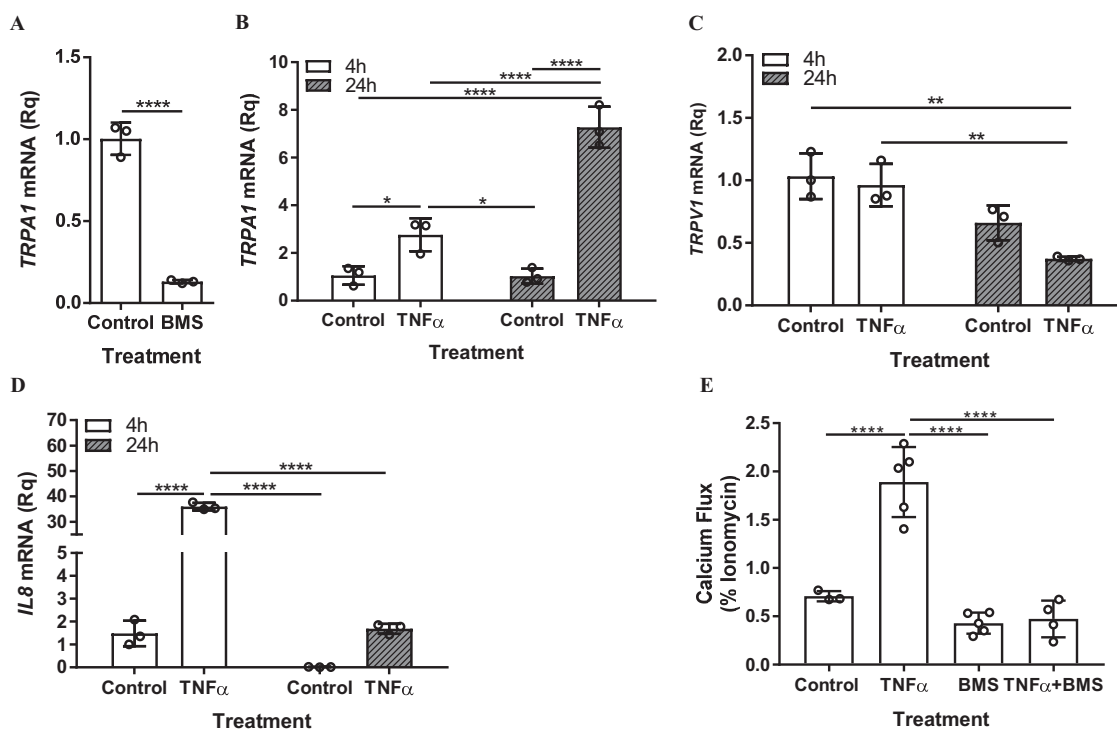 A
TRPA1 mRNA (Rq)
1.5
1.0
0.5
0.0
****
Control BMS
Treatment
B
TRPA1 mRNA (Rq)
10
8
6
4
2
0
4h
24h
****
****
****
*
*
Control TNFα Control TNFα
Treatment
C
TRPV1 mRNA (Rq)
2.0
1.5
1.0
0.5
0.0
4h
24h
**
**
Control TNFα Control TNFα
Treatment
D
IL8 mRNA (Rq)
70
60
50
40
30
5
4
3
2
1
0
4h
24h
****
**** ****
Control TNFα Control TNFα
Treatment
E
Calcium Flux
(% Ionomycin)
2.5
2.0
1.5
1.0
0.5
0.0
****
**** ****
Control TNFα BMS TNFα+BMS
Treatment